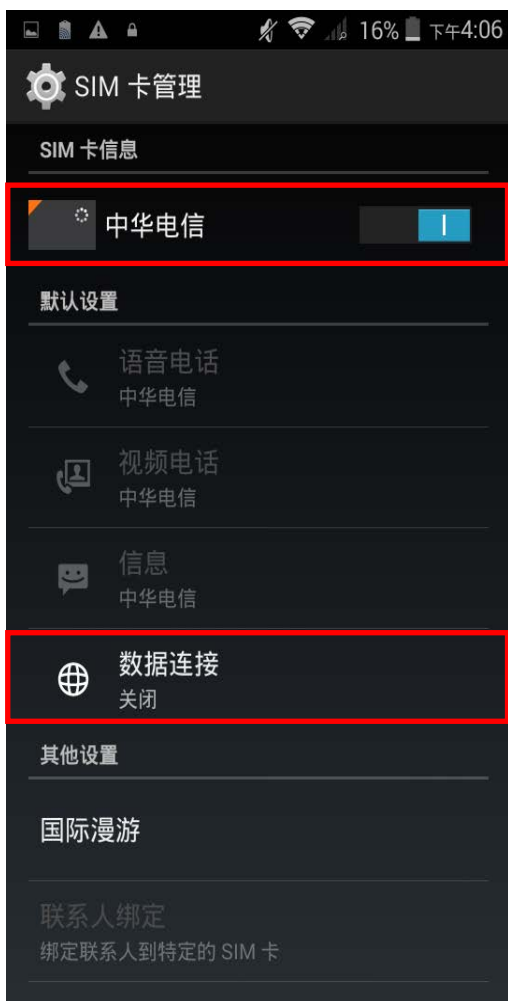 16% 下午4:06
SIM 卡管理
SIM 卡信息
中华电信
默认设置
语音电话
中华电信
视频电话
中华电信
信息
中华电信
数据连接
关闭
其他设置
国际漫游
联系人绑定
绑定联系人到特定的 SIM 卡